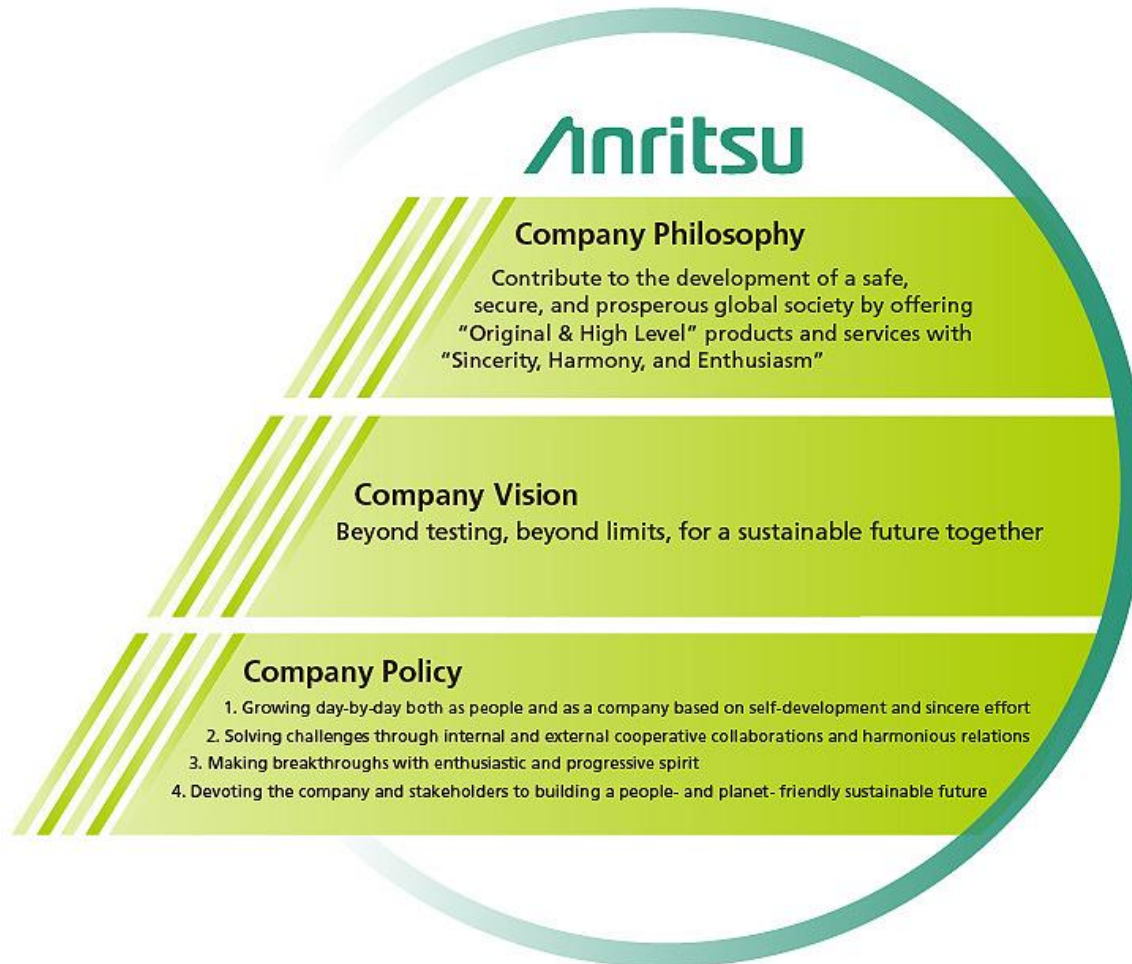 Anritsu
Company Philosophy
Contribute to the development of a safe,
secure, and prosperous global society by offering
“Original & High Level” products and services with
“Sincerity, Harmony, and Enthusiasm”
Company Vision
Beyond testing, beyond limits, for a sustainable future together
Company Policy
1. Growing day-by-day both as people and as a company based on self-development and sincere effort
2. Solving challenges through internal and external cooperative collaborations and harmonious relations
3. Making breakthroughs with enthusiastic and progressive spirit
4. Devoting the company and stakeholders to building a people- and planet- friendly sustainable future